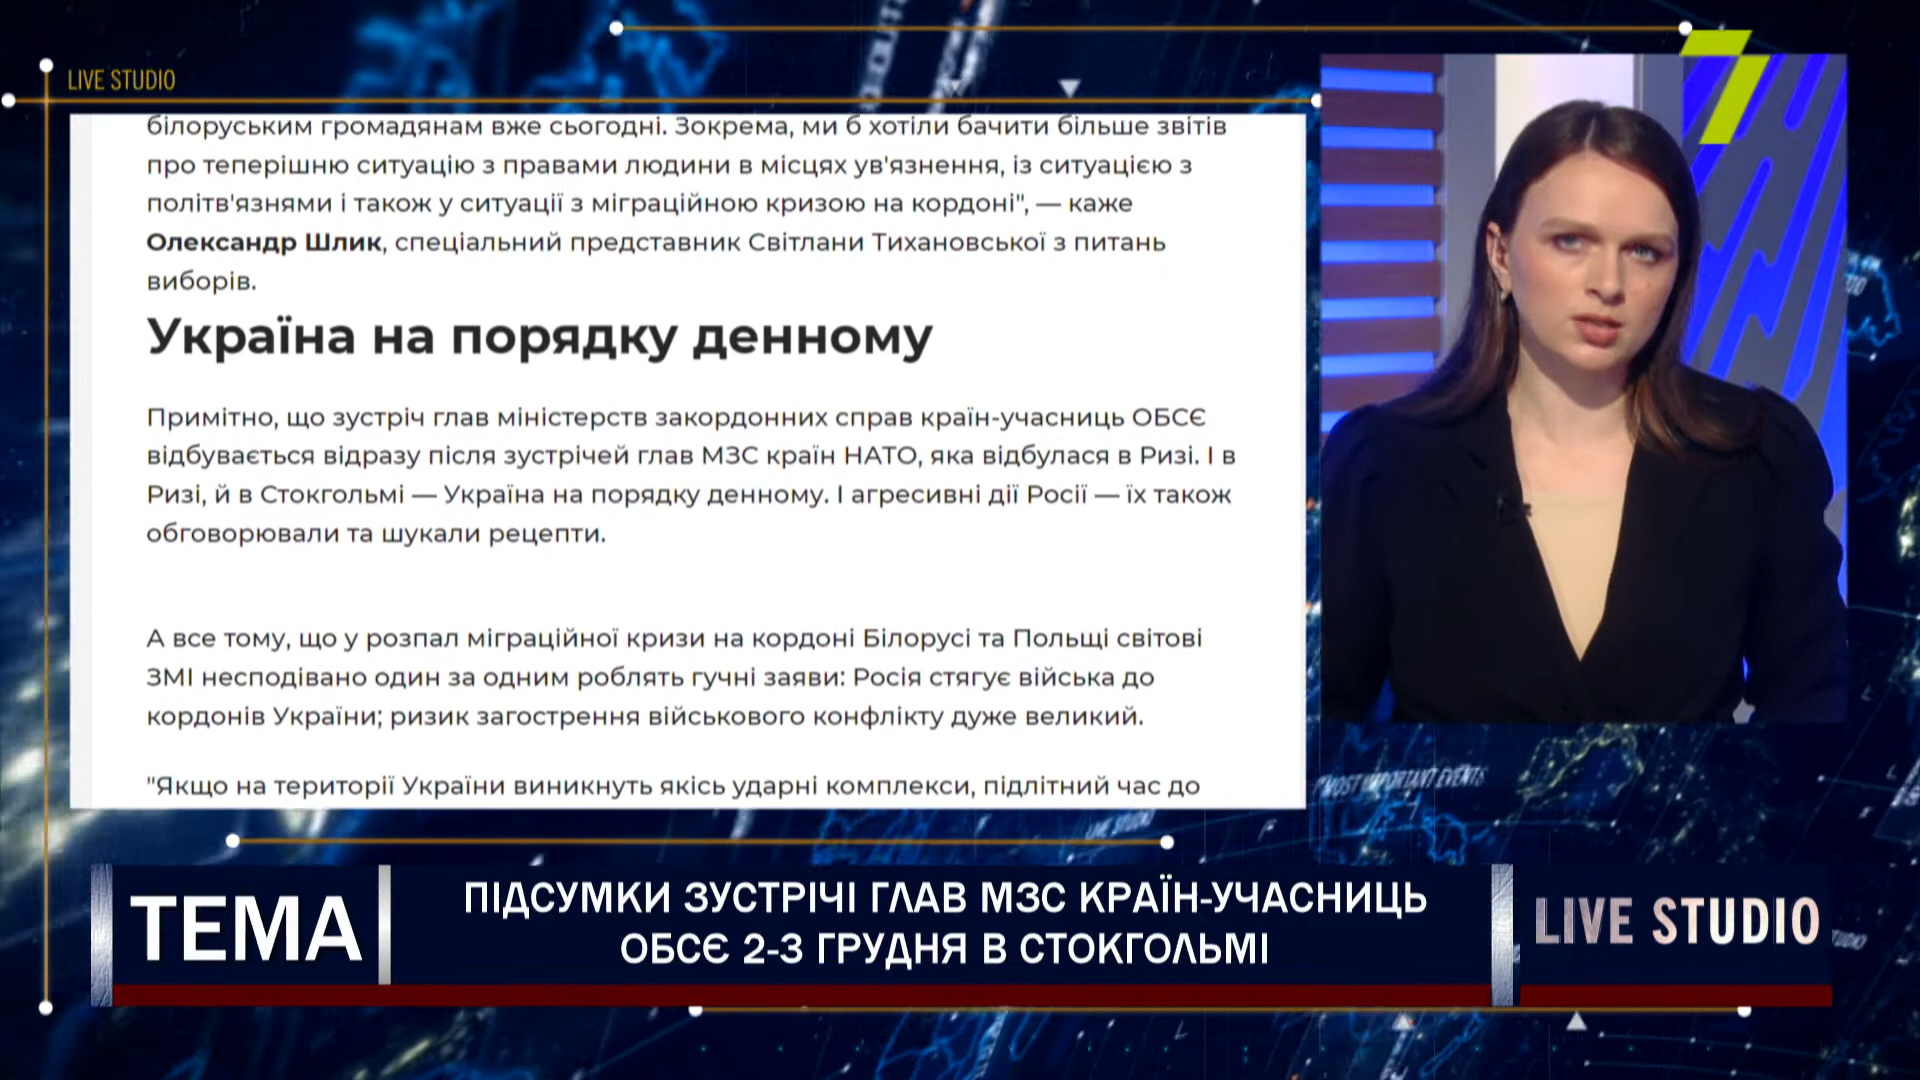 LIVE STUDIO
7
білоруським громадянам вже сьогодні. Зокрема, ми б хотіли бачити більше звітів
про теперішню ситуацію з правами людини в місцях ув'язнення, із ситуацією з
політв'язнями і також у ситуації з міграційною кризою на кордоні", — каже
Олександр Шлик, спеціальний представник Світлани Тихановської з питань
виборів.
Україна на порядку денному
Примітно, що зустріч глав міністерств закордонних справ країн-учасниць ОБСЄ
відбувається відразу після зустрічей глав МЗС країн НАТО, яка відбулася в Ризі. І в
Ризі, й в Стокгольмі — Україна на порядку денному. І агресивні дії Росії — їх також
обговорювали та шукали рецепти.
А все тому, що у розпал міграційної кризи на кордоні Білорусі та Польщі світові
ЗМІ несподівано один за одним роблять гучні заяви: Росія стягує війська до
кордонів України; ризик загострення військового конфлікту дуже великий.
"Якщо на території України виникнуть якісь ударні комплекси, підлітний час до
MOST IMPORTANT EVENTS
LIVE STUDIO
ТЕМА
ПІДСУМКИ ЗУСТРІЧІ ГЛАВ МЗС КРАЇН-УЧАСНИЦЬ
ОБСЄ 2-3 ГРУДНЯ В СТОКГОЛЬМІ
LIVE STUDIO